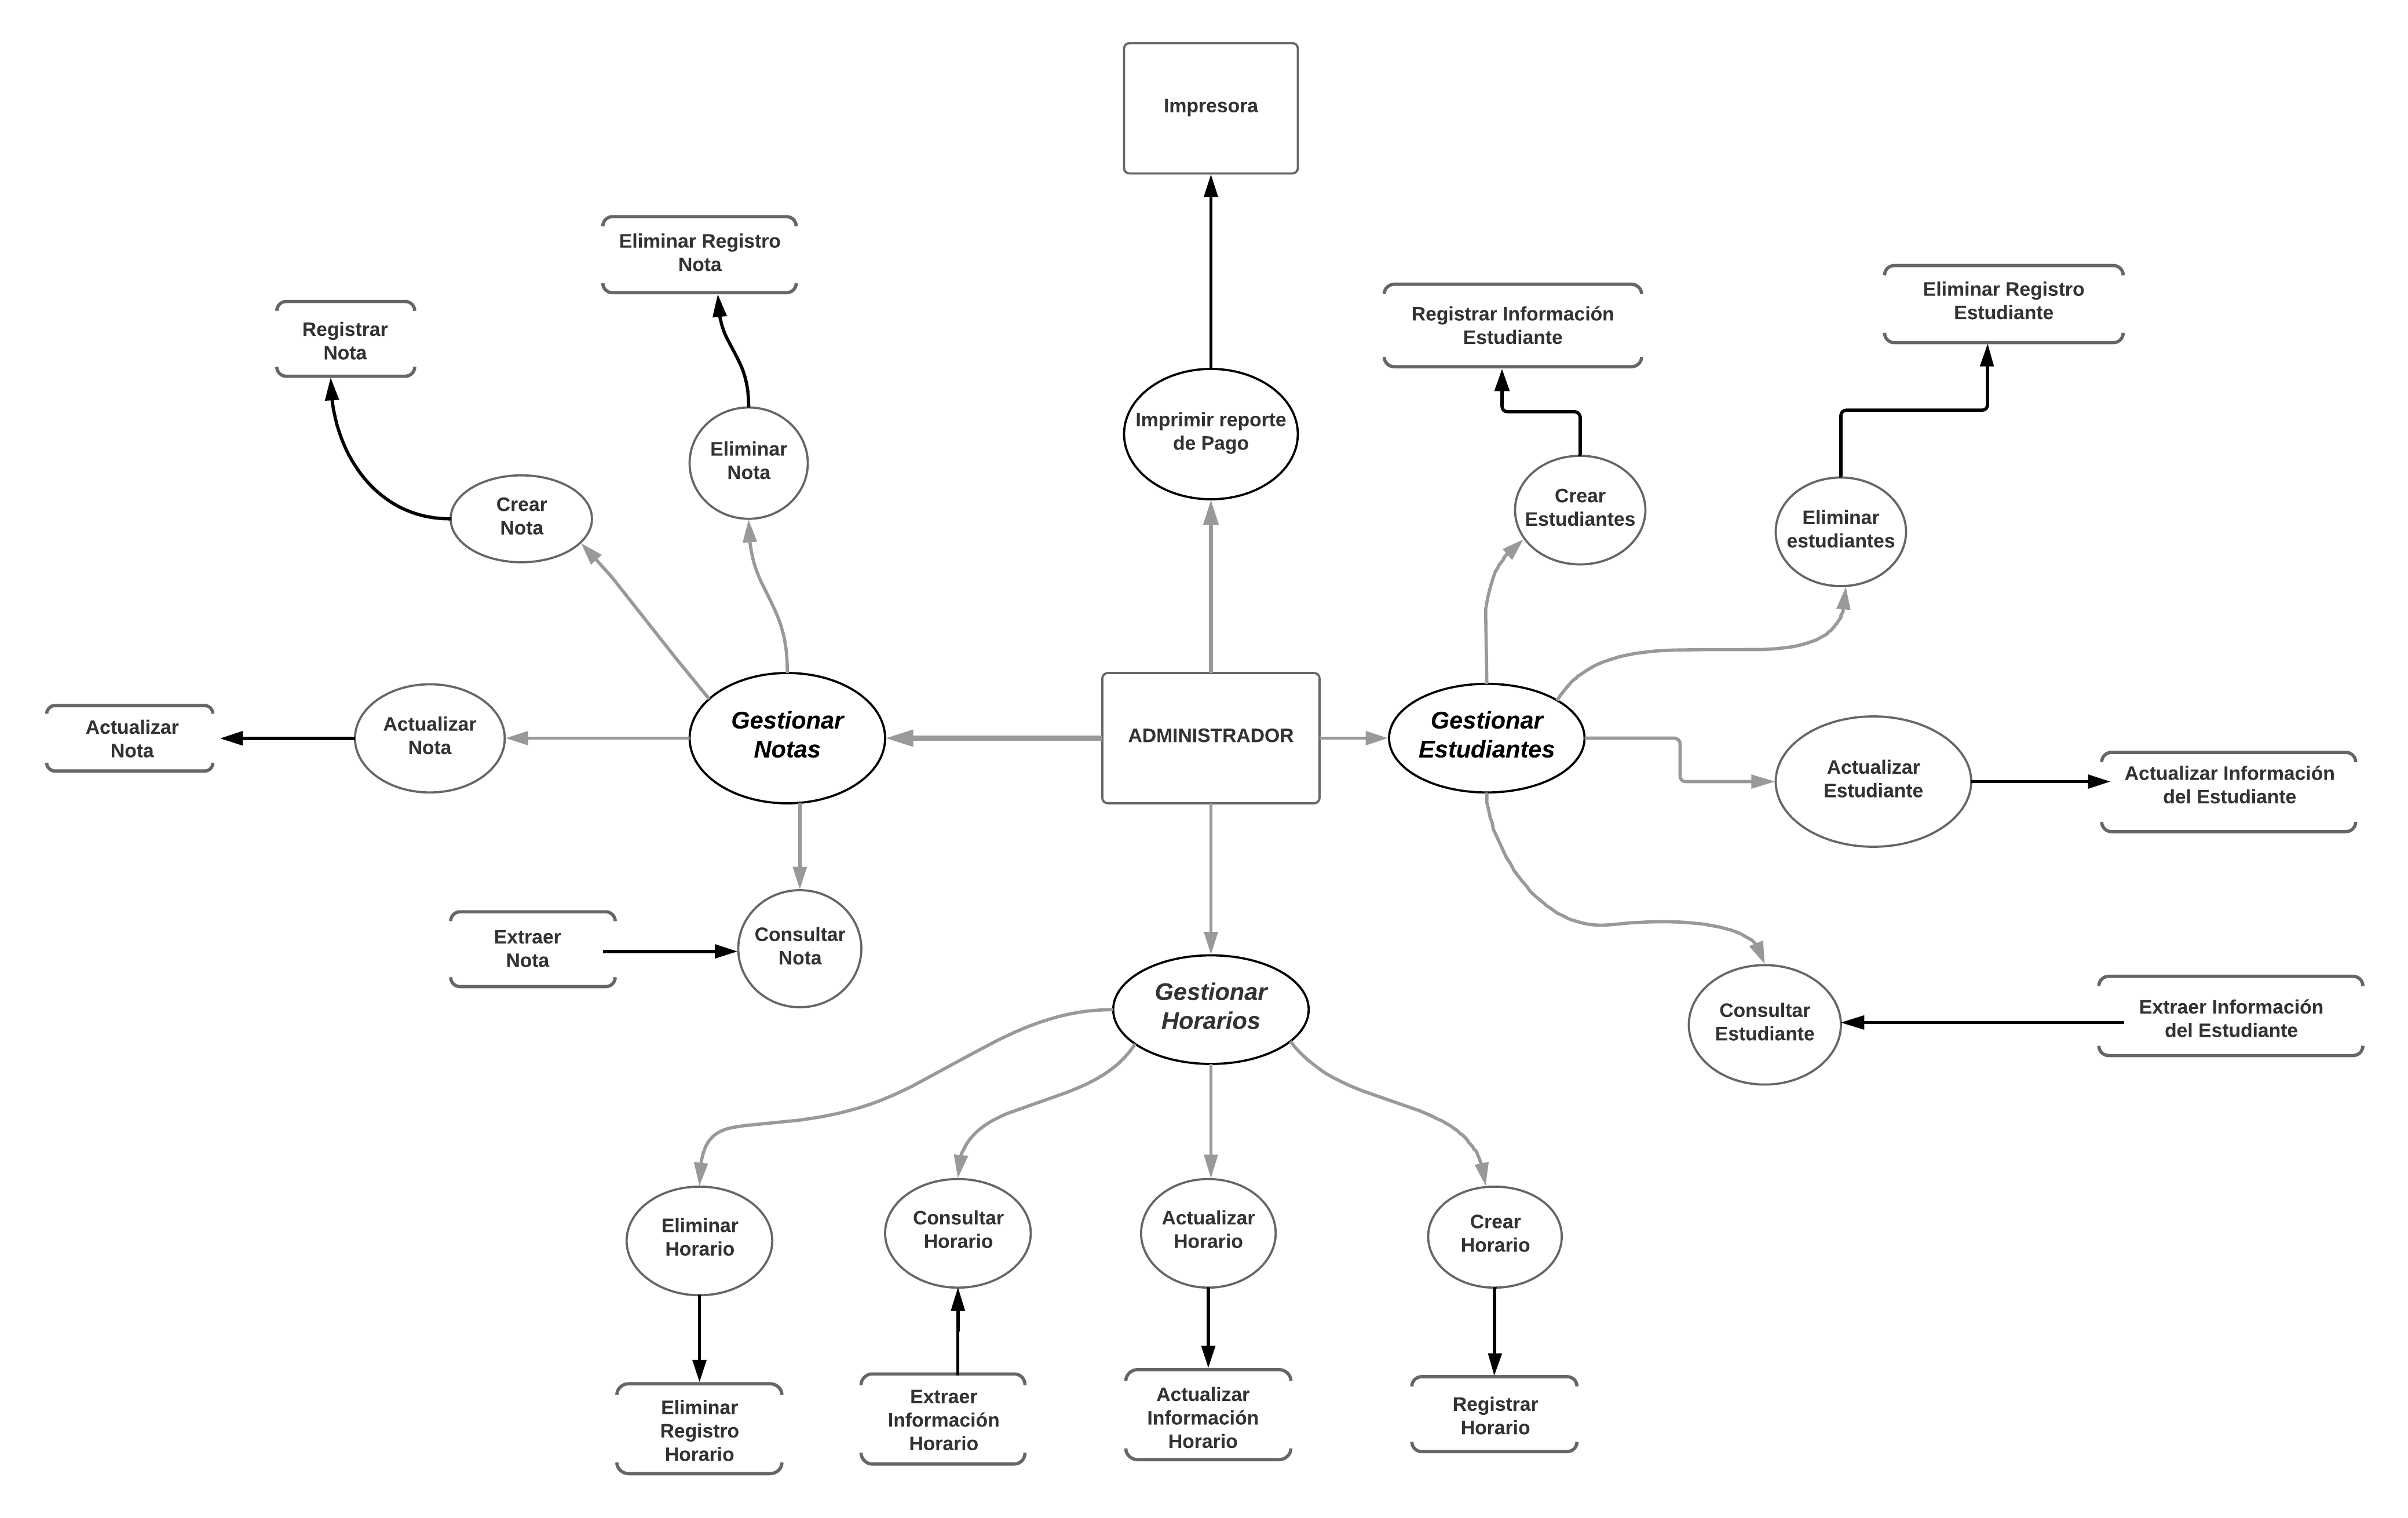 Impresora
Eliminar Registro
Nota
Registrar
Nota
Registrar Información
Estudiante
Eliminar Registro
Estudiante
Imprimir reporte
de Pago
Eliminar
Nota
Crear
Nota
Crear
Estudiantes
Eliminar
estudiantes
Actualizar
Nota
Actualizar
Nota
Gestionar
Notas
ADMINISTRADOR
Gestionar
Estudiantes
Actualizar
Estudiante
Actualizar Información
del Estudiante
Extraer
Nota
Consultar
Nota
Gestionar
Horarios
Consultar
Estudiante
Extraer Información
del Estudiante
Eliminar
Horario
Consultar
Horario
Actualizar
Horario
Crear
Horario
Eliminar
Registro
Horario
Extraer
Información
Horario
Actualizar
Información
Horario
Registrar
Horario